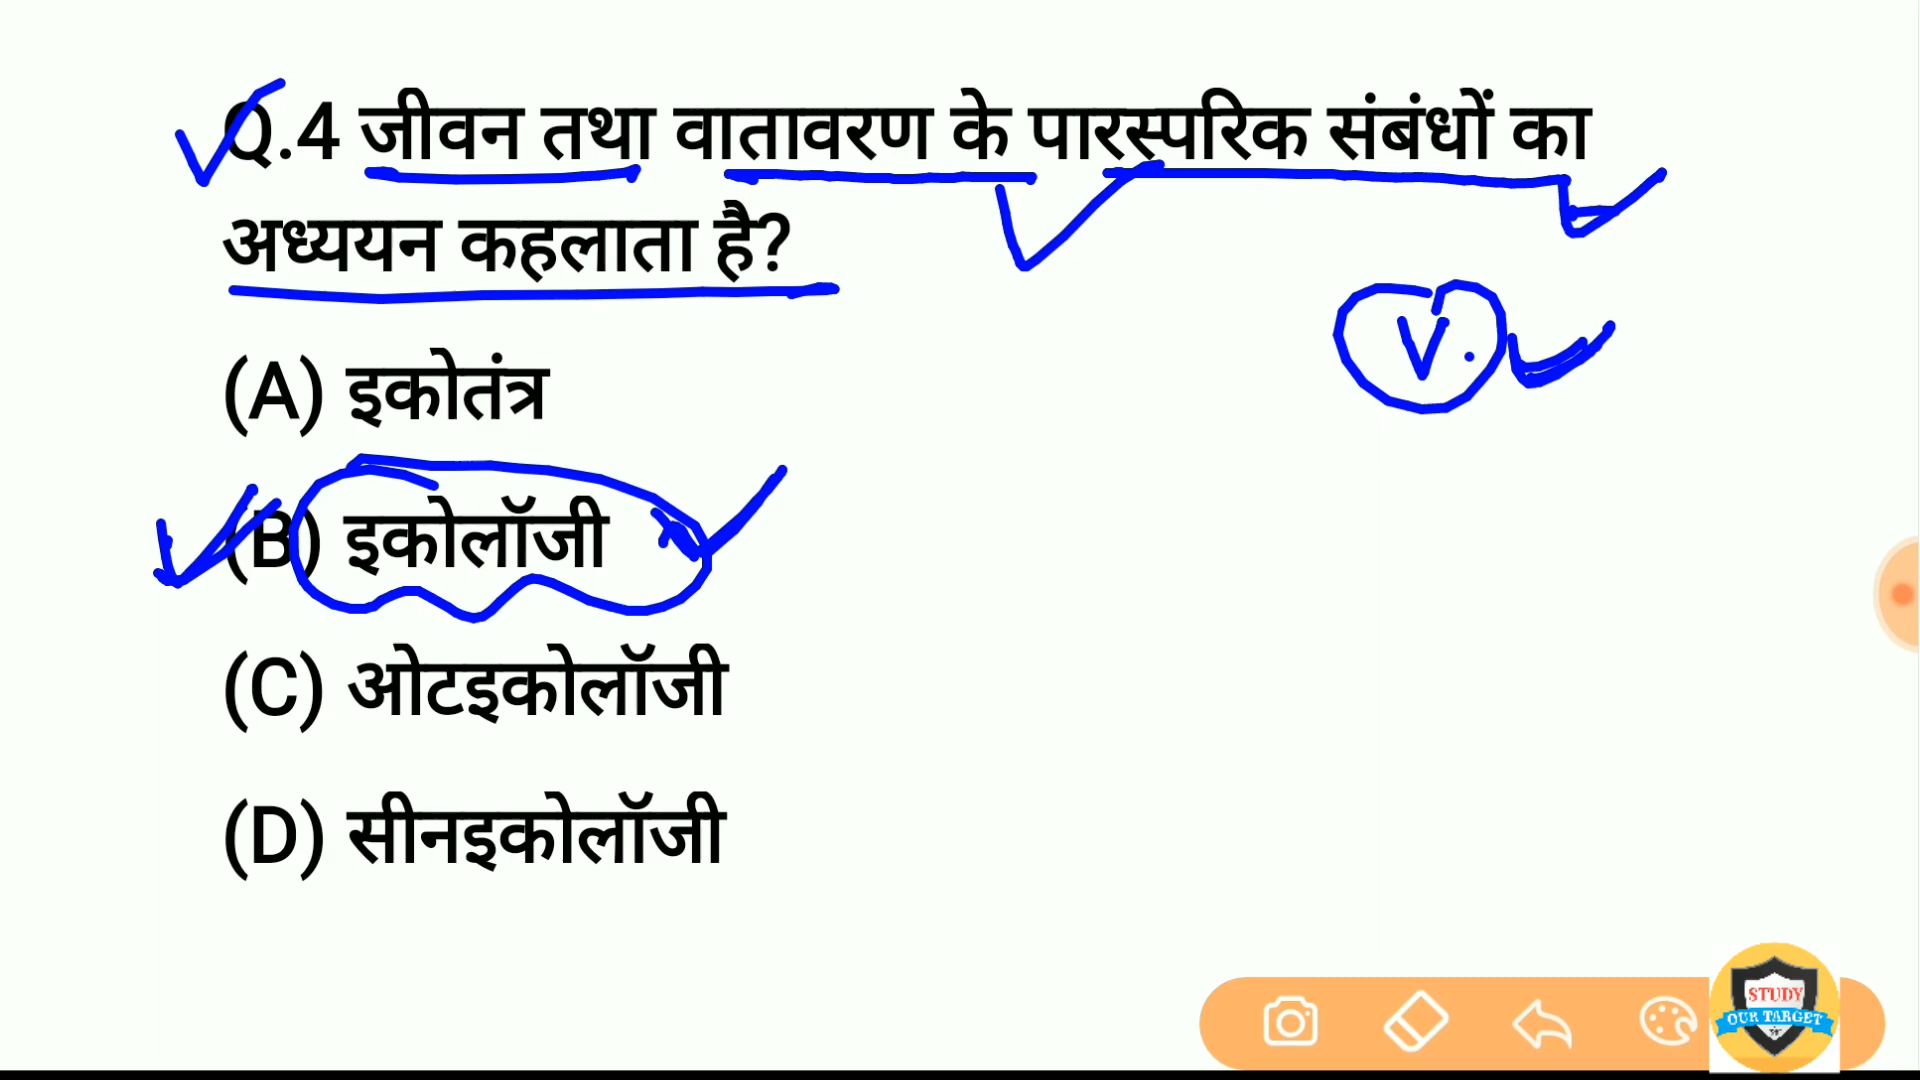 Q.4 जीवन तथा वातावरण के पारस्परिक संबंधों का
अध्ययन कहलाता है?
V.
(A) इकोतंत्र
(B) इकोलॉजी
(C) ओटइकोलॉजी
(D) सीनइकोलॉजी
STUDY
OUR TARGET